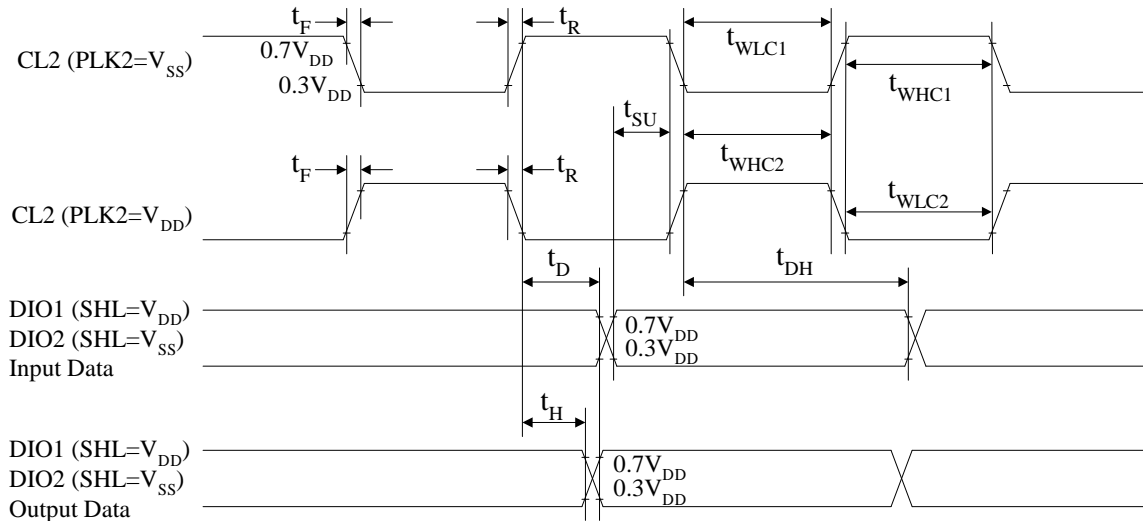 t_F
t_R
t_WLC1
CL2 (PLK2=V_SS)
0.7V_DD
0.3V_DD
t_WHC1
t_SU
t_WHC2
t_F
t_R
t_WLC2
CL2 (PLK2=V_DD)
t_D
t_DH
DIO1 (SHL=V_DD)
DIO2 (SHL=V_SS)
Input Data
0.7V_DD
0.3V_DD
t_H
DIO1 (SHL=V_DD)
DIO2 (SHL=V_SS)
Output Data
0.7V_DD
0.3V_DD